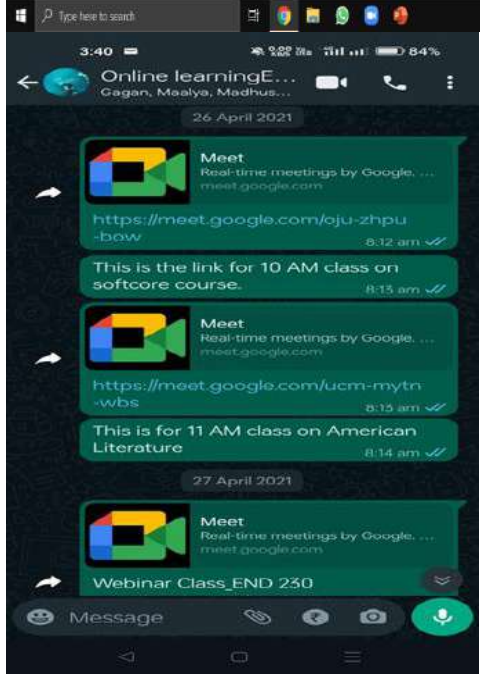 Type here to search
3:40
84%
Online learningE...
Gagan, Maalya, Madhus...
26 April 2021
Meet
Real-time meetings by Google. ...
meet.google.com
https://meet.google.com/oju-zhpu
-bow
8:12 am
This is the link for 10 AM class on
softcore course.
8:13 am
Meet
Real-time meetings by Google. ...
meet.google.com
https://meet.google.com/ucm-mytn
-wbs
8:13 am
This is for 11 AM class on American
Literature
8:14 am
27 April 2021
Meet
Real-time meetings by Google. ...
meet.google.com
Webinar Class_END 230
Message